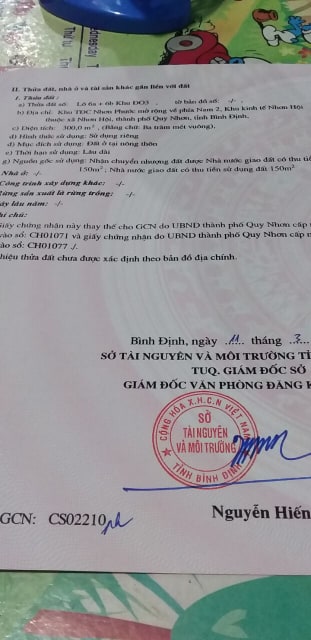 II. Thửa đất, nhà ở và tài sản khác gắn liền với đất
1. Thửa đất :
a) Thửa đất số: Lô 6a + 6b Khu ĐO3 , tờ bản đồ số: -/-
b) Địa chỉ: Khu TĐC Nhơn Phước mở rộng về phía Nam 2, Khu kinh tế Nhơn Hội
thuộc xã Nhơn Hội, thành phố Quy Nhơn, tỉnh Bình Định,
c) Diện tích: 300,0 m², (Bằng chữ: Ba trăm mét vuông).
d) Hình thức sử dụng: Sử dụng riêng
đ) Mục đích sử dụng: Đất ở tại nông thôn
e) Thời hạn sử dụng: Lâu dài
g) Nguồn gốc sử dụng: Nhận chuyển nhượng đất được Nhà nước giao đất có thu tiền
150m² ; Nhà nước giao đất có thu tiền sử dụng đất 150m²
Nhà ở: -/-
Công trình xây dựng khác: -/-
Rừng sản xuất là rừng trồng: -/-
ây lâu năm: -/-
hi chú:
Giấy chứng nhận này thay thế cho GCN do UBND thành phố Quy Nhơn cấp
vào số: CH01071 và giấy chứng nhận do UBND thành phố Quy Nhơn cấp
vào số: CH01077 ./.
hiệu thửa đất chưa được xác định theo bản đồ địa chính.
Bình Định, ngày 11 tháng 3
SỞ TÀI NGUYÊN VÀ MÔI TRƯỜNG TỈ
TUQ. GIÁM ĐỐC SỞ
GIÁM ĐỐC VĂN PHÒNG ĐĂNG K
CỘNG HÒA X.H.C.N VIỆT NAM
SỞ
TÀI NGUYÊN
VÀ MÔI TRƯỜNG
TỈNH BÌNH ĐỊNH
Nguyễn Hiến
GCN: CS02210